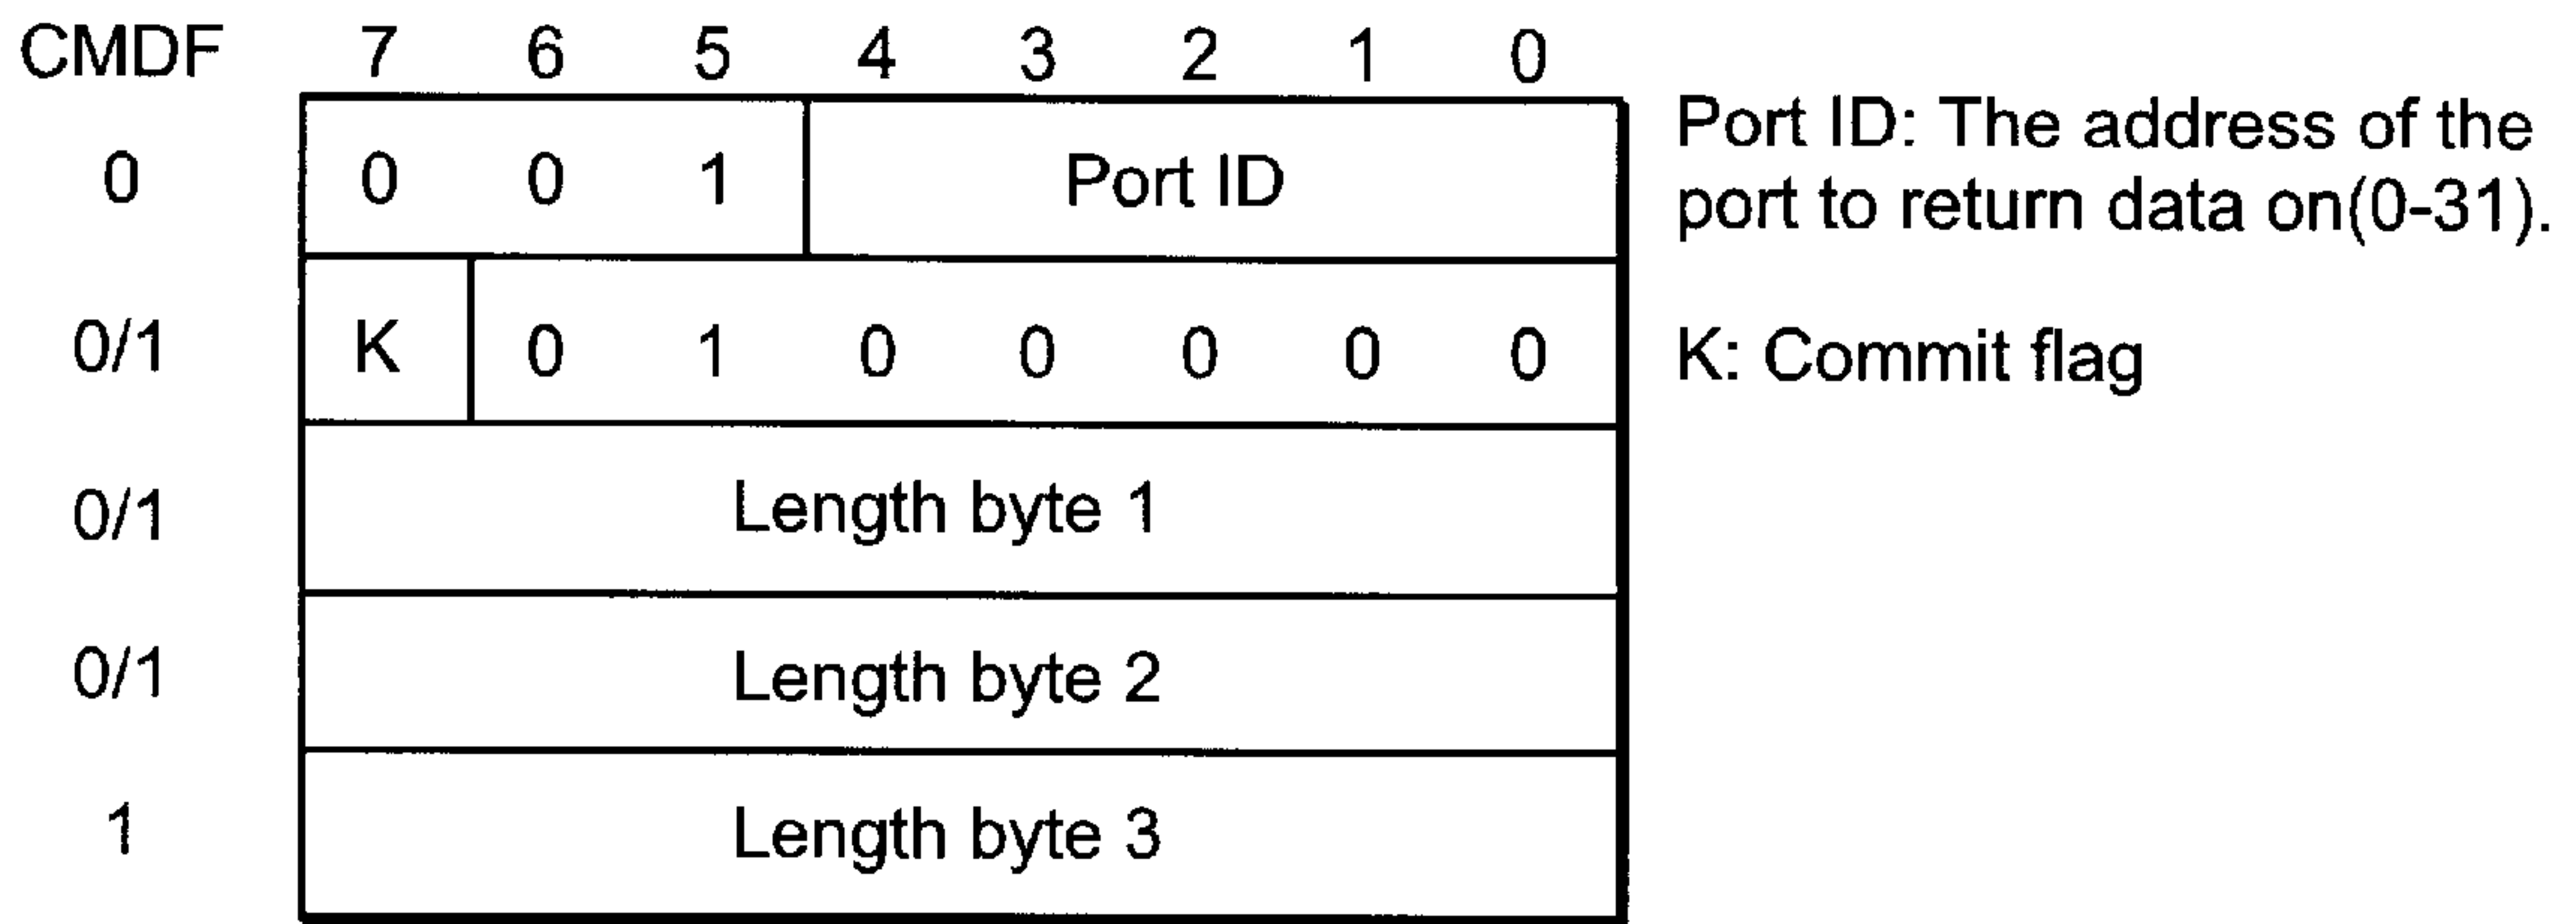 CMDF 7 6 5 4 3 2 1 0
0 0 0 1 Port ID
Port ID: The address of the
port to return data on(0-31).
0/1 K 0 1 0 0 0 0 0
K: Commit flag
0/1 Length byte 1
0/1 Length byte 2
1 Length byte 3